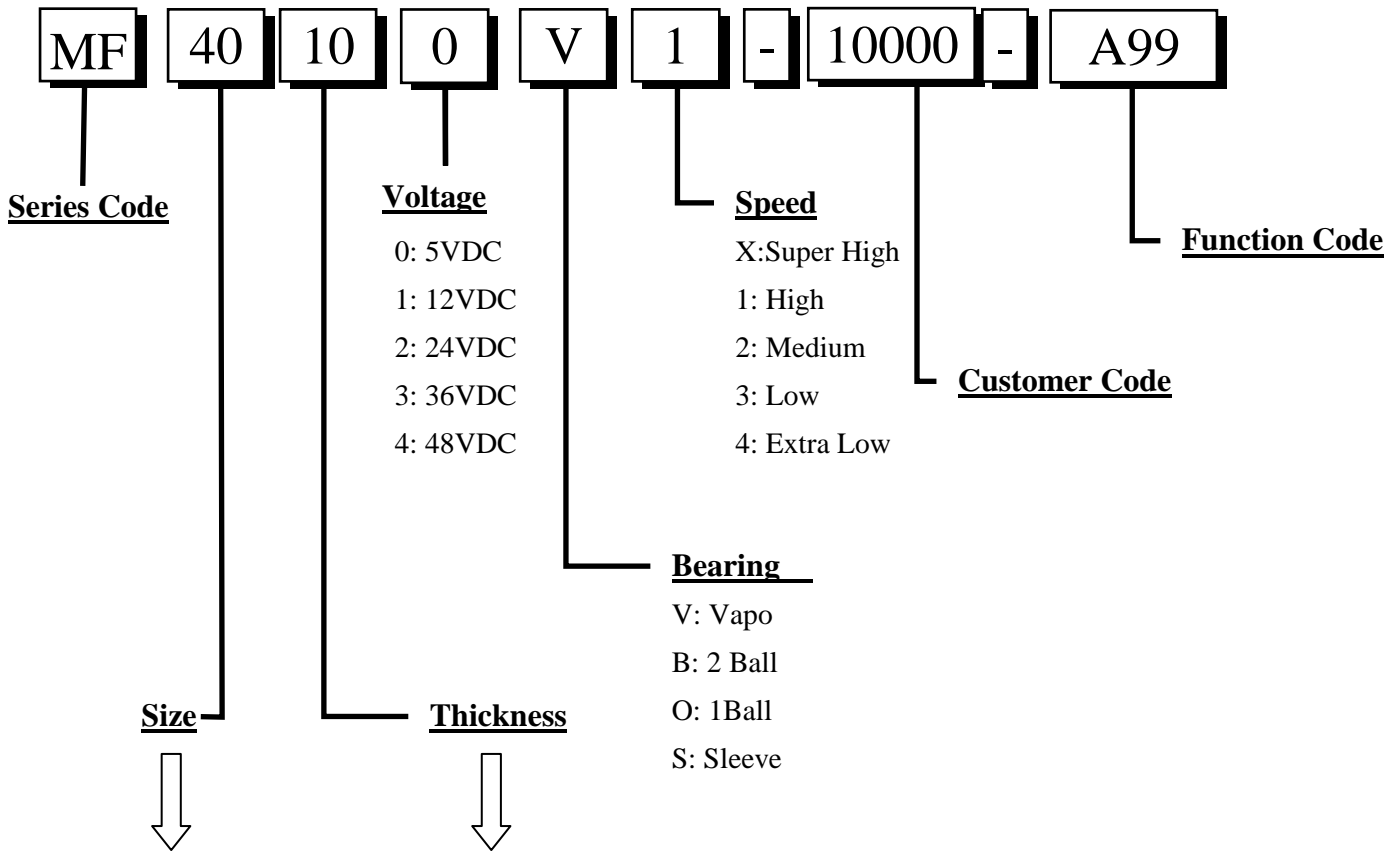 MF 40 10 0 V 1 - 10000 - A99
Series Code
Voltage
0: 5VDC
1: 12VDC
2: 24VDC
3: 36VDC
4: 48VDC
Speed
X:Super High
1: High
2: Medium
3: Low
4: Extra Low
Function Code
Customer Code
Bearing
V: Vapo
B: 2 Ball
O: 1Ball
S: Sleeve
Size
Thickness